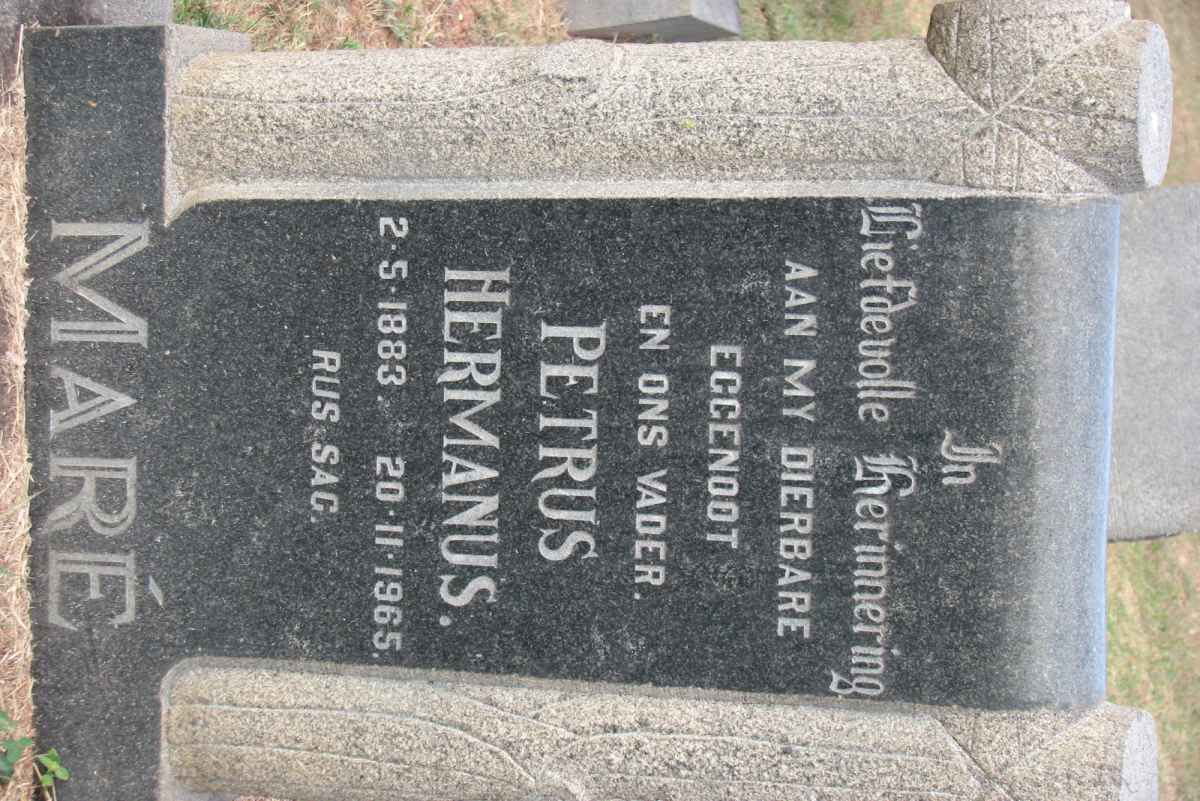 In
Liefdevolle Herinnering
AAN MY DIERBARE
ECGENOOT
EN ONS VADER.
PETRUS
HERMANUS.
2·5·1883. 20·11·1965.
RUS SAG.
MARÉ